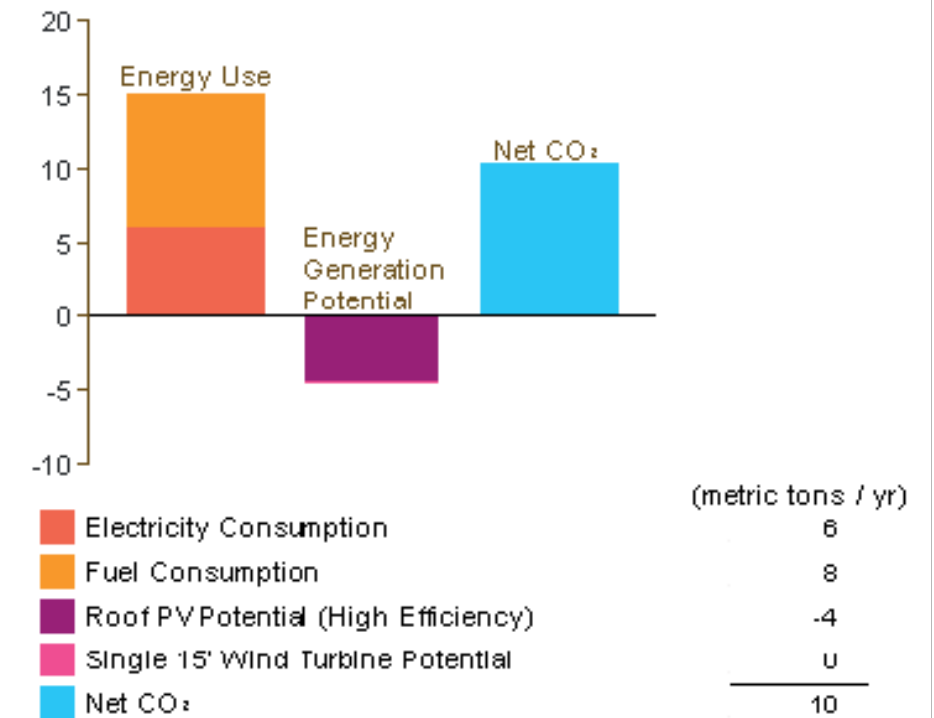 20
Energy Use
15
Net CO₂
10
Energy
Generation
Potential
5
0
-5
-10
(metric tons / yr)
Electricity Consumption 6
Fuel Consumption 8
Roof PV Potential (High Efficiency) -4
Single 15' Wind Turbine Potential 0
Net CO₂ 10